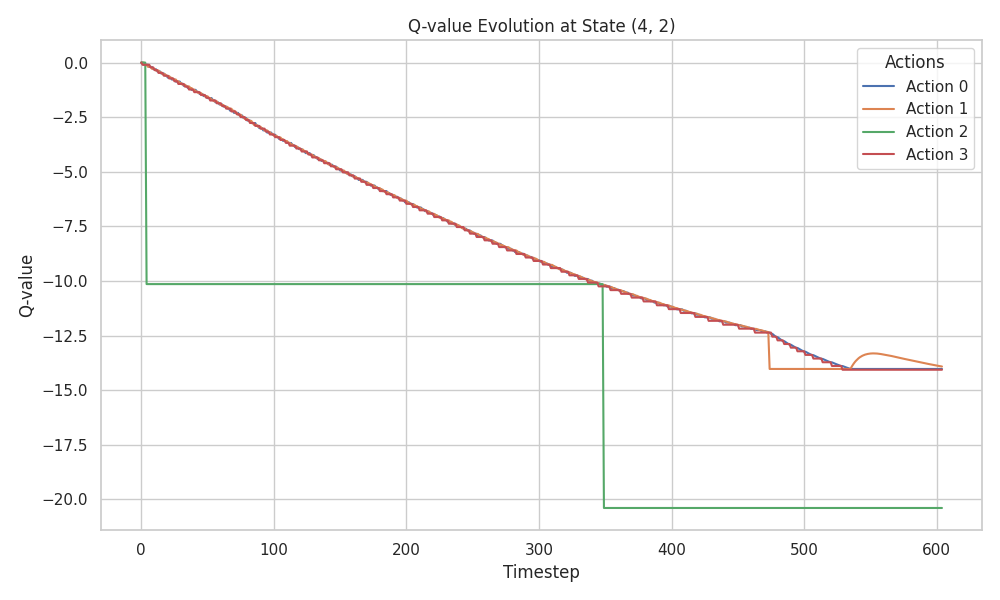 Q-value Evolution at State (4, 2)
Q-value
0.0
−2.5
−5.0
−7.5
−10.0
−12.5
−15.0
−17.5
−20.0
Actions
Action 0
Action 1
Action 2
Action 3
0 100 200 300 400 500 600
Timestep